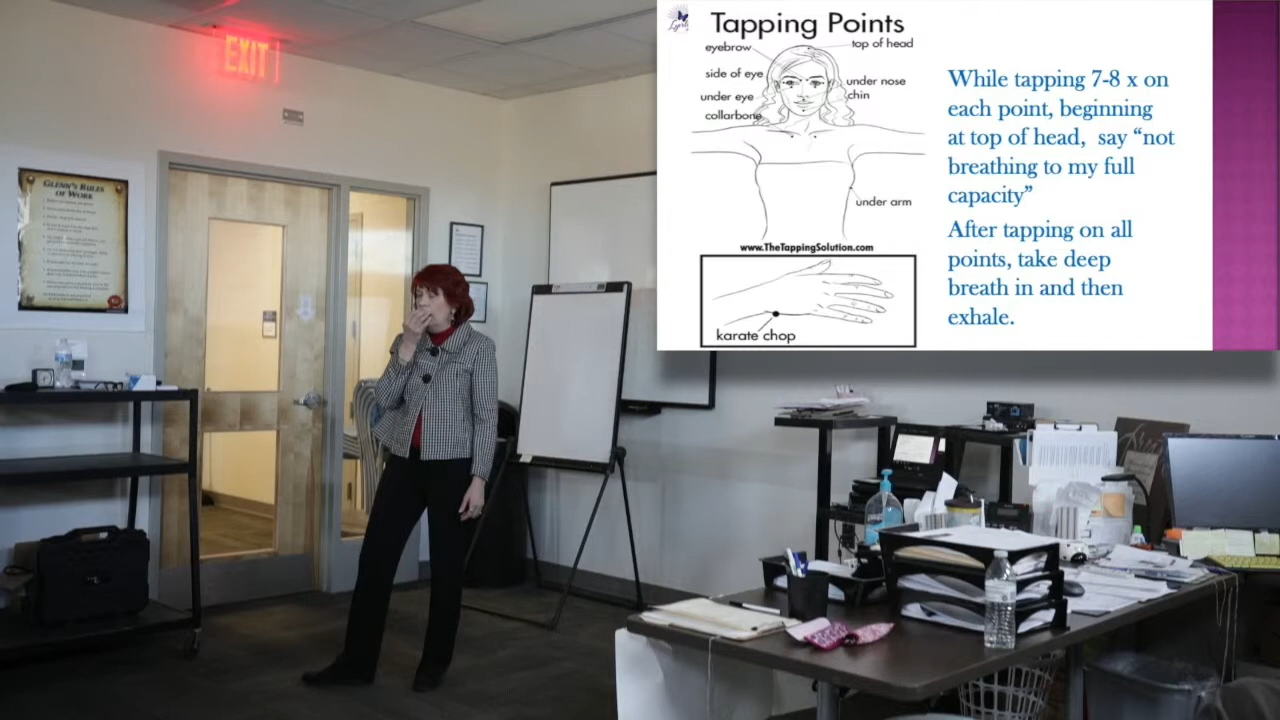 EXIT
GLENN'S RULES
OF WORK
Tapping Points
eyebrow
top of head
side of eye
under nose
under eye
chin
collarbone
under arm
www.TheTappingSolution.com
karate chop
While tapping 7-8 x on
each point, beginning
at top of head, say “not
breathing to my full
capacity”
After tapping on all
points, take deep
breath in and then
exhale.